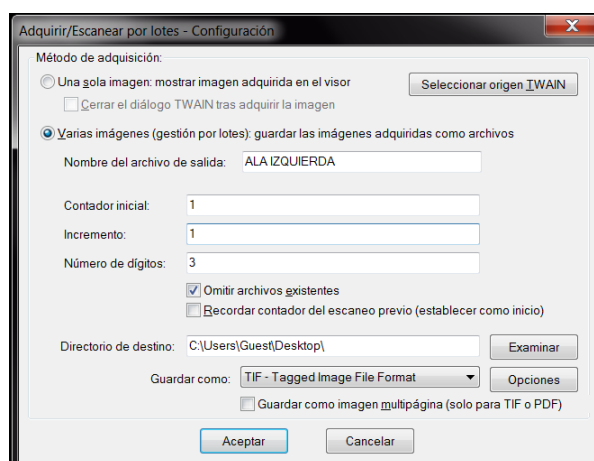 Adquirir/Escanear por lotes - Configuración
Método de adquisición:
Una sola imagen: mostrar imagen adquirida en el visor
Seleccionar origen TWAIN
Cerrar el diálogo TWAIN tras adquirir la imagen
Varias imágenes (gestión por lotes): guardar las imágenes adquiridas como archivos
Nombre del archivo de salida: ALA IZQUIERDA
Contador inicial: 1
Incremento: 1
Número de dígitos: 3
Omitir archivos existentes
Recordar contador del escaneo previo (establecer como inicio)
Directorio de destino: C:\Users\Guest\Desktop\ Examinar
Guardar como: TIF - Tagged Image File Format Opciones
Guardar como imagen multipágina (solo para TIF o PDF)
Aceptar Cancelar